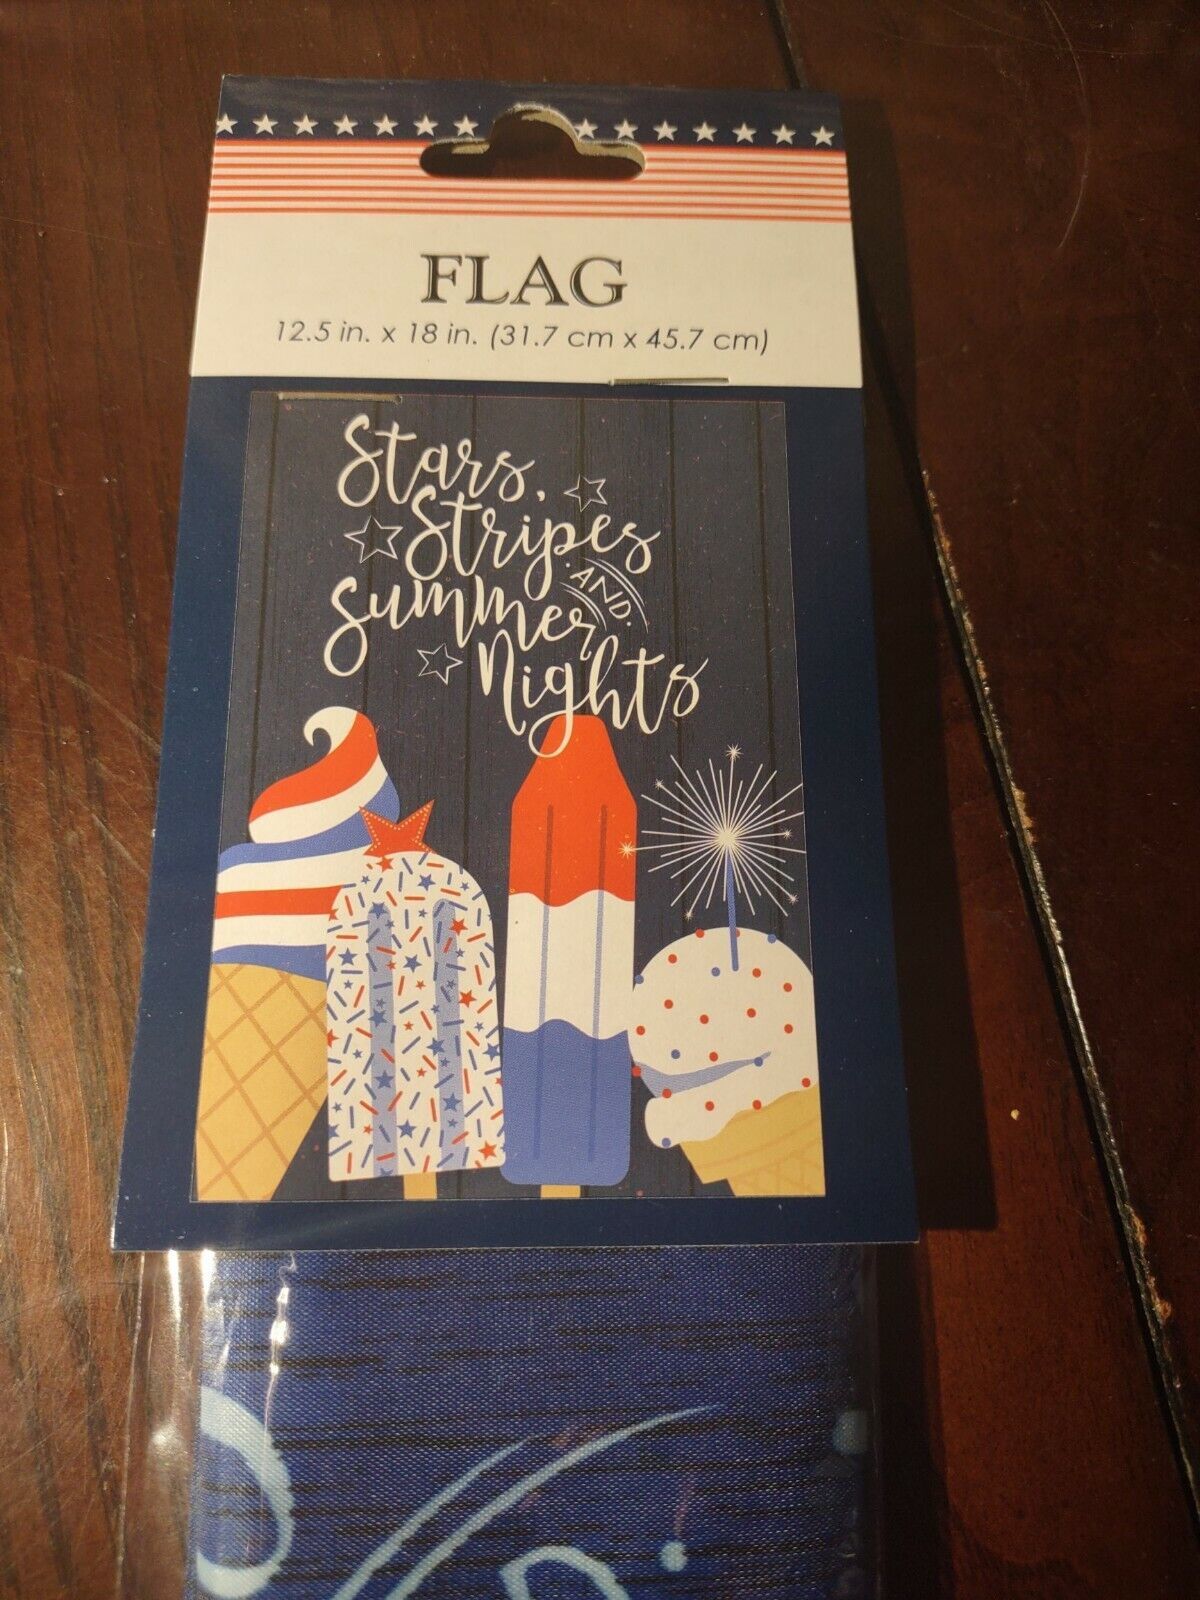 FLAG
12.5 in. x 18 in. (31.7 cm x 45.7 cm)
Stars,
Stripes
AND
Summer
Nights